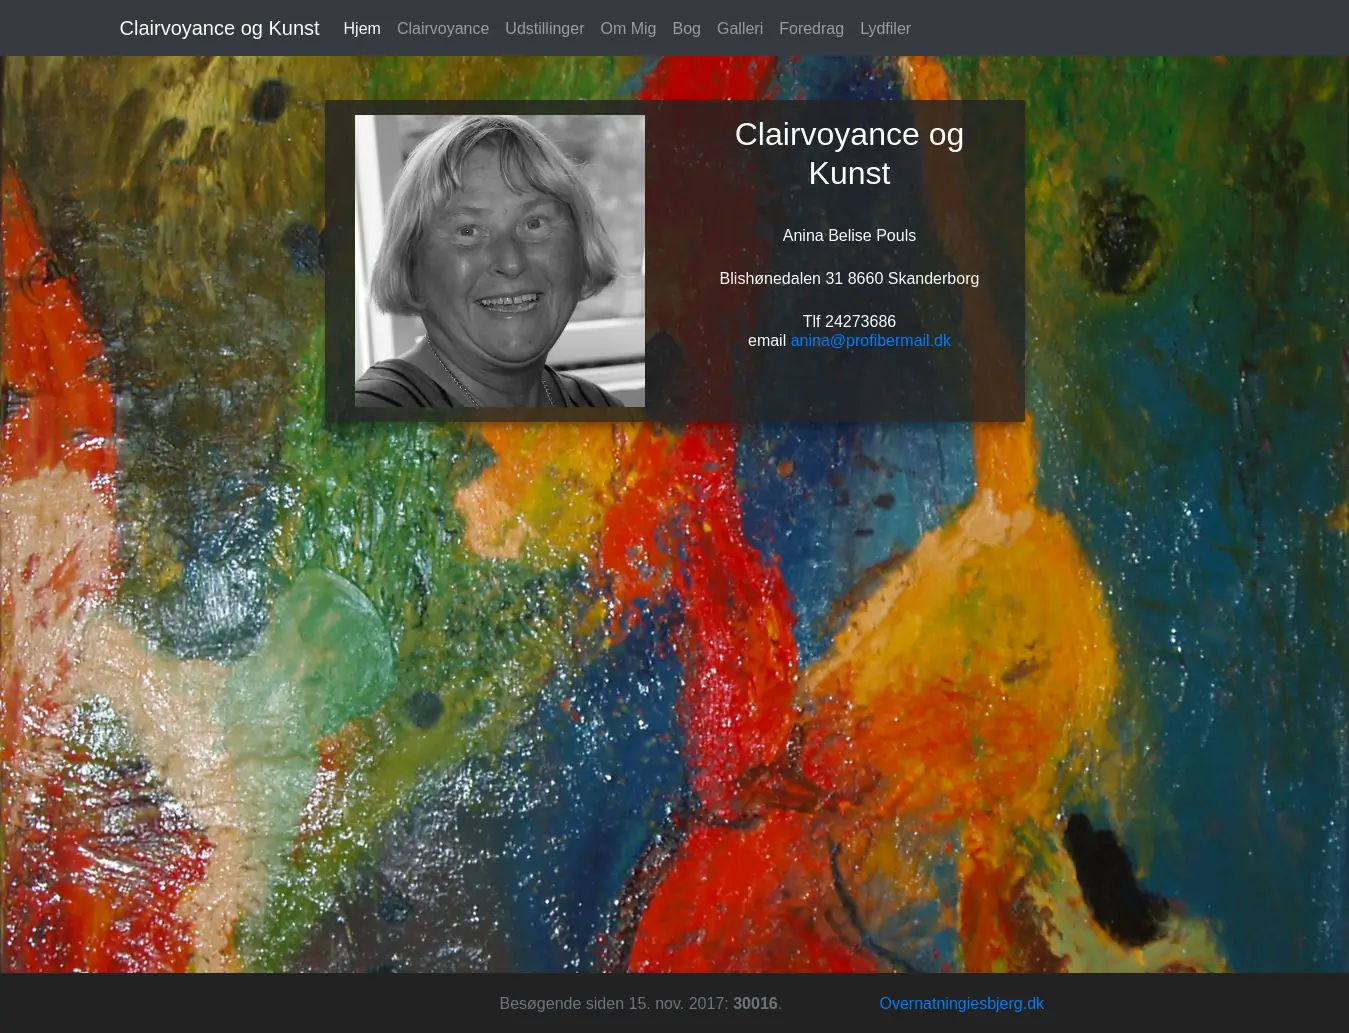 Clairvoyance og Kunst Hjem Clairvoyance Udstillinger Om Mig Bog Galleri Foredrag Lydfiler
Clairvoyance og
Kunst
Anina Belise Pouls
Blishønedalen 31 8660 Skanderborg
Tlf 24273686
email anina@profibermail.dk
Besøgende siden 15. nov. 2017: 30016. Overnatningiesbjerg.dk